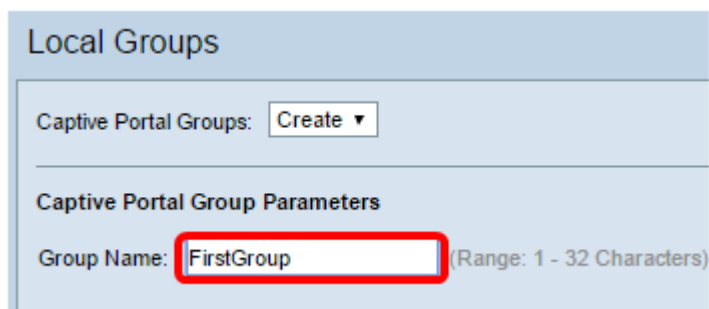 Local Groups
Captive Portal Groups: Create
Captive Portal Group Parameters
Group Name: FirstGroup (Range: 1 - 32 Characters)